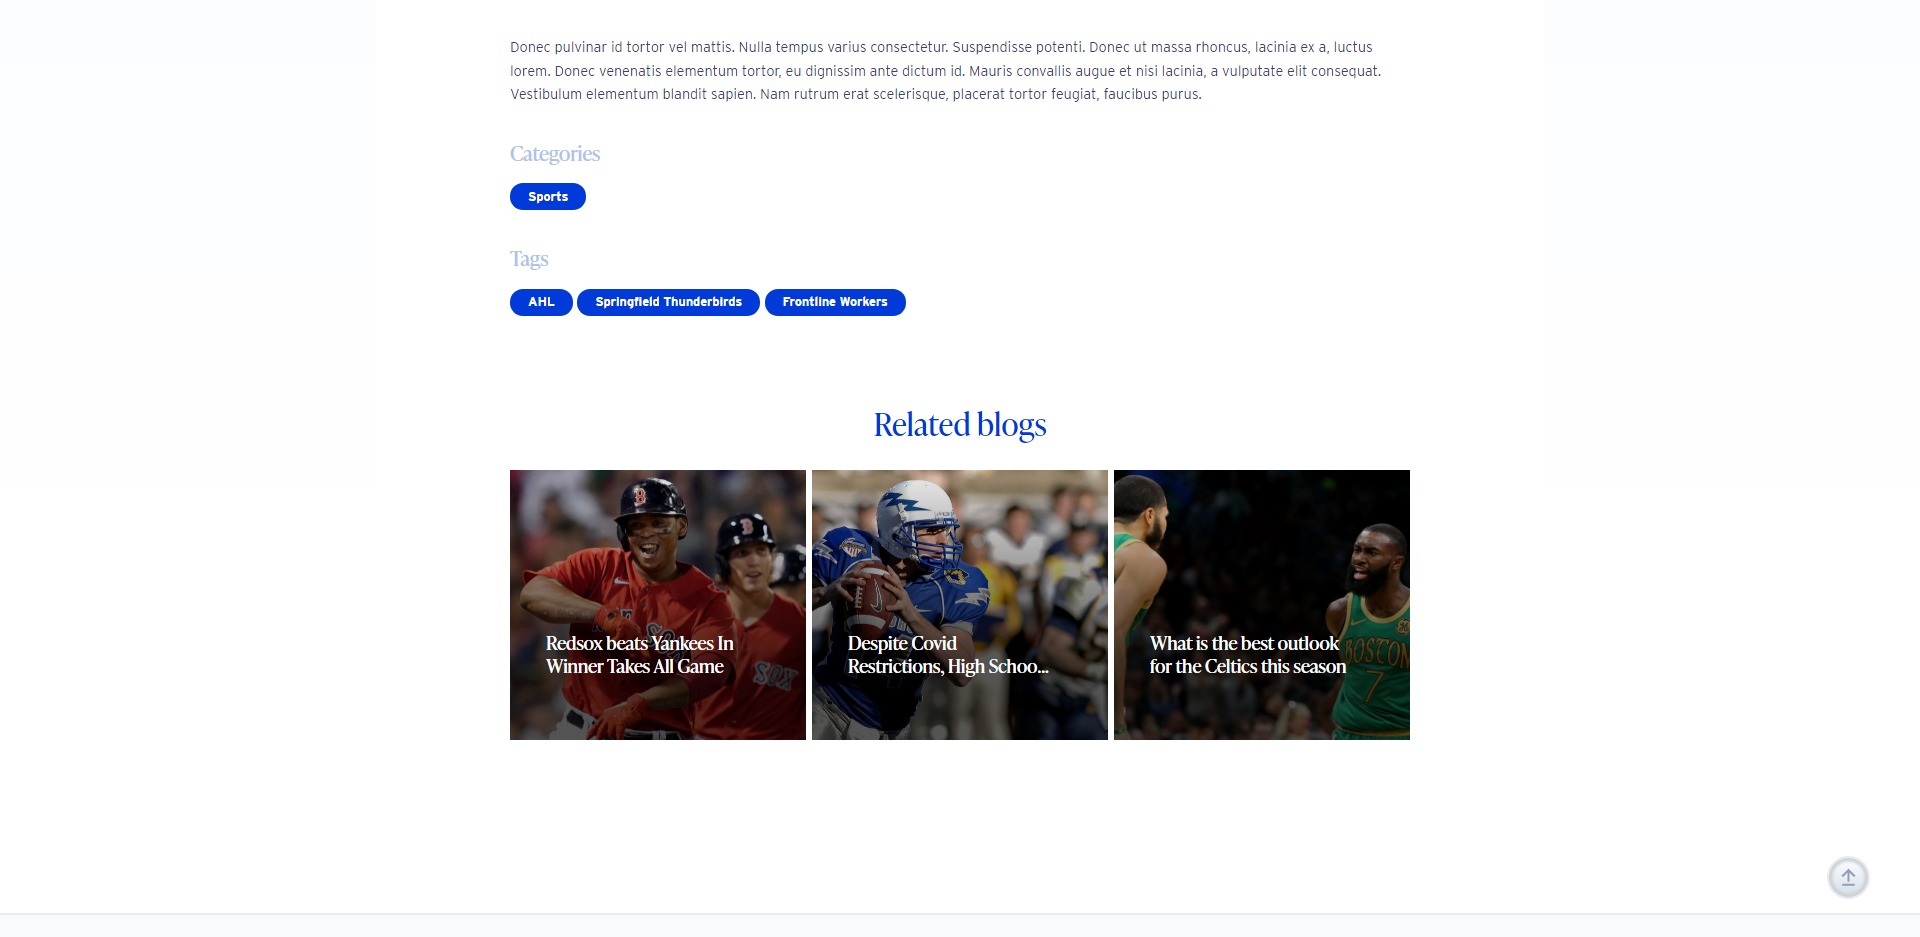 Donec pulvinar id tortor vel mattis. Nulla tempus varius consectetur. Suspendisse potenti. Donec ut massa rhoncus, lacinia ex a, luctus
lorem. Donec venenatis elementum tortor, eu dignissim ante dictum id. Mauris convallis augue et nisi lacinia, a vulputate elit consequat.
Vestibulum elementum blandit sapien. Nam rutrum erat scelerisque, placerat tortor feugiat, faucibus purus.
Categories
Sports
Tags
AHL Springfield Thunderbirds Frontline Workers
Related blogs
B
B
Redsox beats Yankees In
Winner Takes All Game
SOX
Despite Covid
Restrictions, High Schoo...
What is the best outlook
for the Celtics this season
BOSTON
7